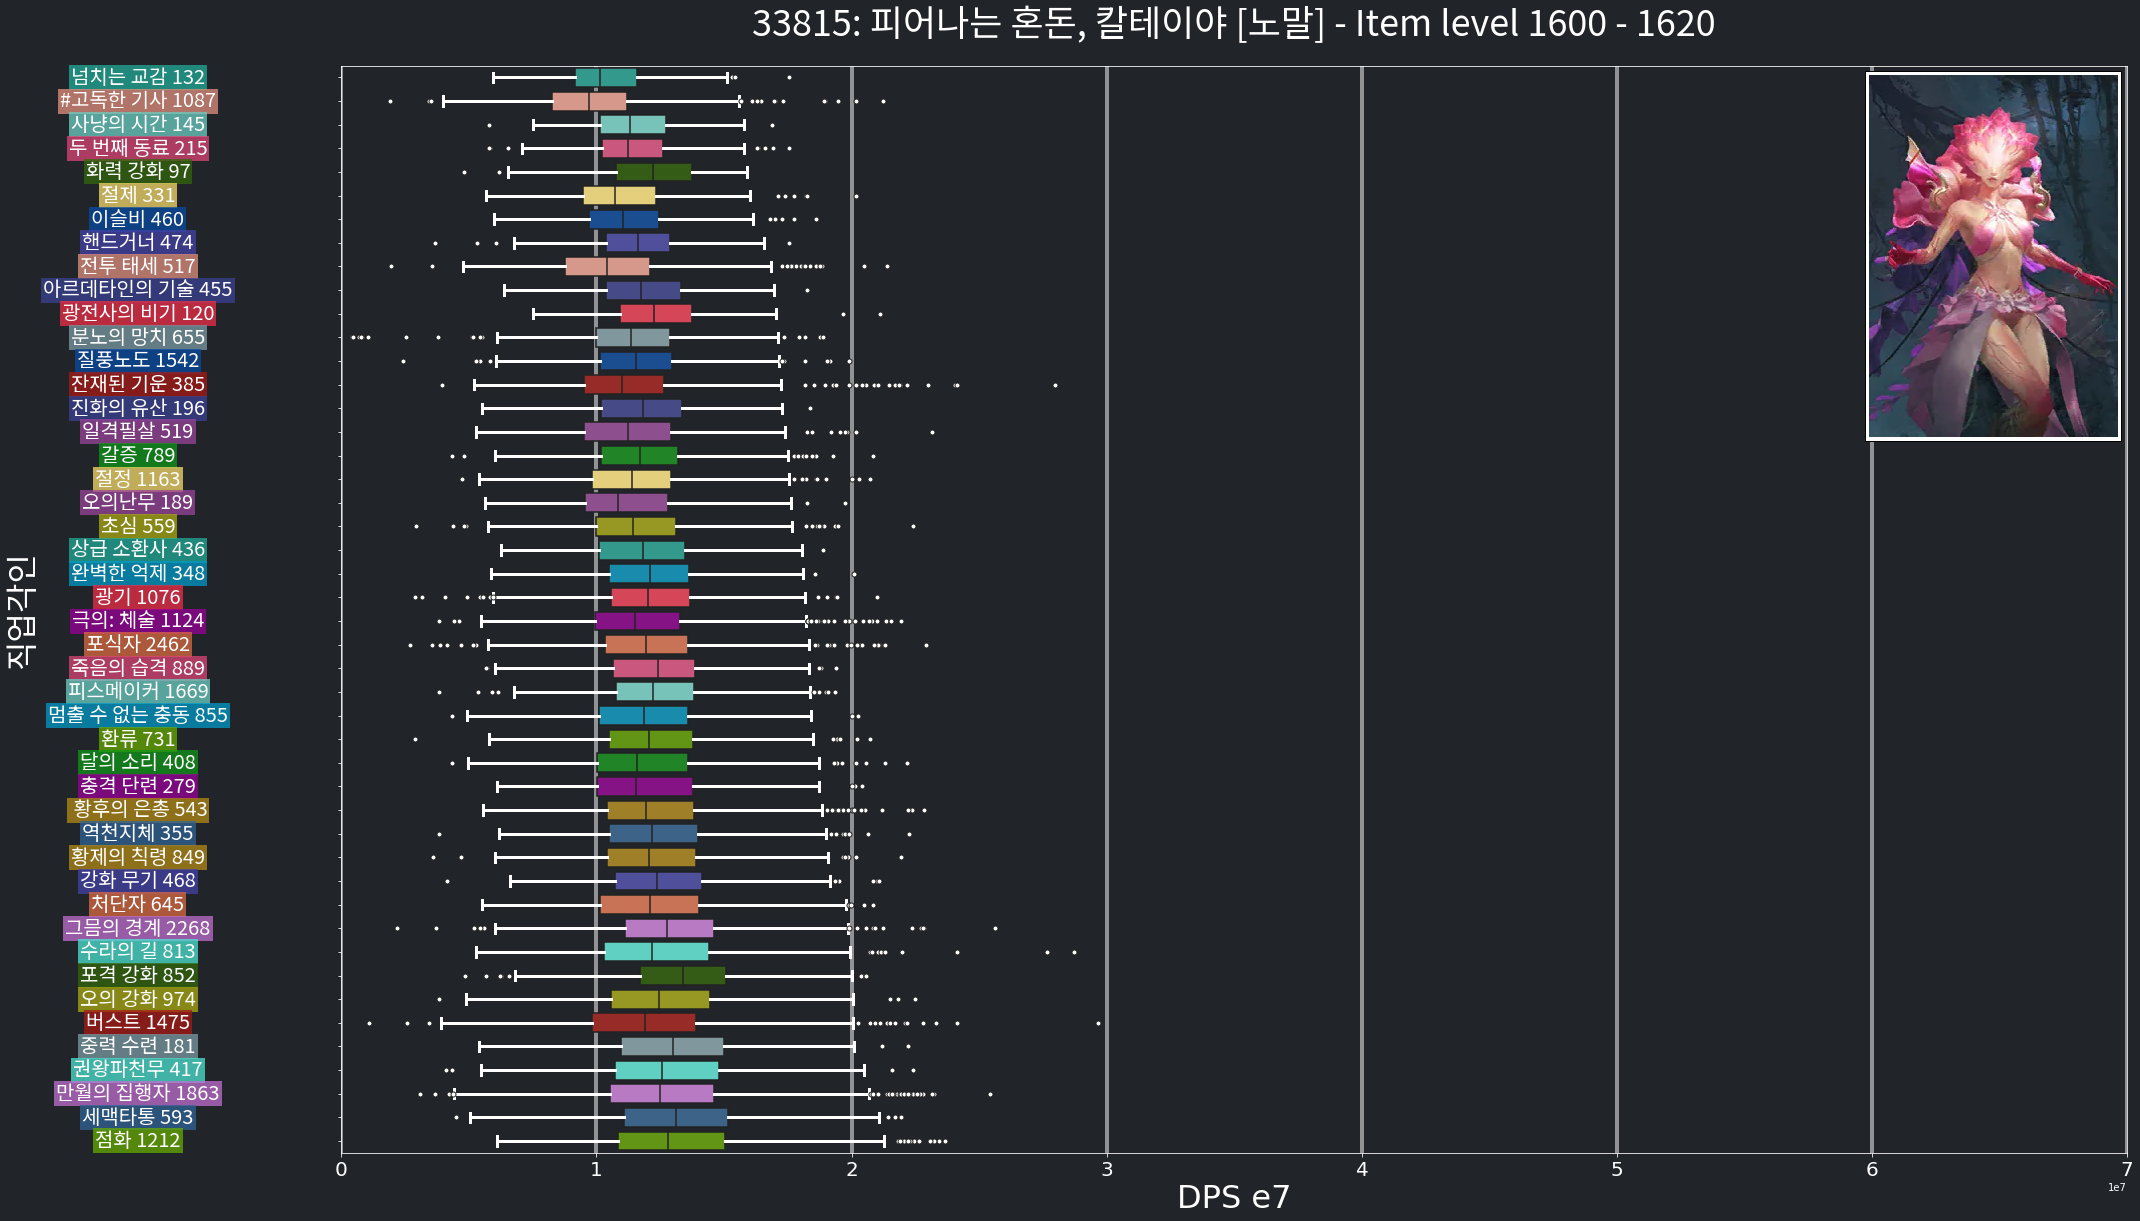 33815: 피어나는 혼돈, 칼테이야 [노말] - Item level 1600 - 1620
넘치는 교감 132
#고독한 기사 1087
사냥의 시간 145
두 번째 동료 215
화력 강화 97
절제 331
이슬비 460
핸드거너 474
전투 태세 517
아르데타인의 기술 455
광전사의 비기 120
분노의 망치 655
질풍노도 1542
잔재된 기운 385
진화의 유산 196
일격필살 519
갈증 789
절정 1163
오의난무 189
초심 559
상급 소환사 436
완벽한 억제 348
광기 1076
극의: 체술 1124
포식자 2462
죽음의 습격 889
피스메이커 1669
멈출 수 없는 충동 855
환류 731
달의 소리 408
충격 단련 279
황후의 은총 543
역천지체 355
황제의 칙령 849
강화 무기 468
처단자 645
그믐의 경계 2268
수라의 길 813
포격 강화 852
오의 강화 974
버스트 1475
중력 수련 181
권왕파천무 417
만월의 집행자 1863
세맥타통 593
점화 1212
직업각인
0 1 2 3 4 5 6 7
1e7
DPS e7